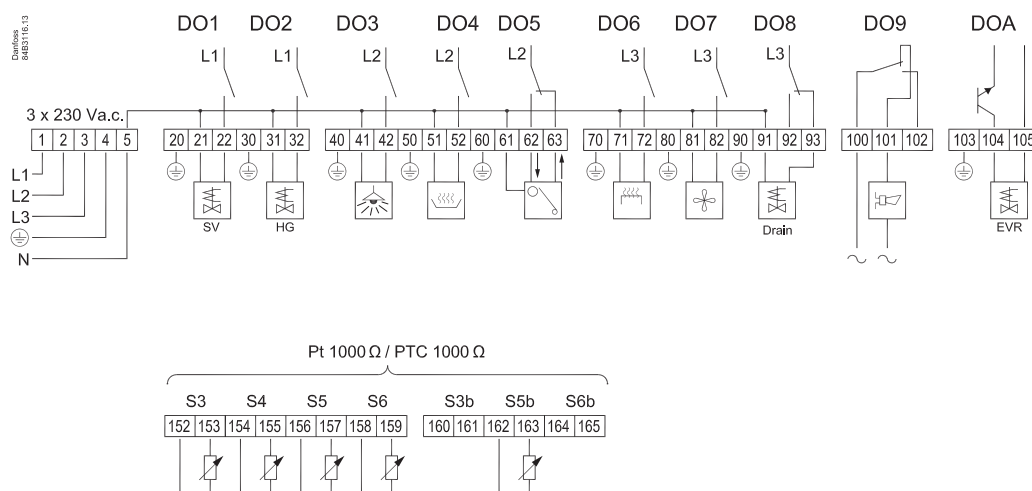 Danfoss
84B3116.13
DO1 DO2 DO3 DO4 DO5 DO6 DO7 DO8 DO9 DOA
L1 L1 L2 L2 L2 L3 L3 L3
3 x 230 Va.c.
1 2 3 4 5 20 21 22 30 31 32 40 41 42 50 51 52 60 61 62 63 70 71 72 80 81 82 90 91 92 93 100 101 102 103 104 105
L1
L2
L3
N
SV HG Drain EVR
Pt 1000 Ω / PTC 1000 Ω
S3 S4 S5 S6 S3b S5b S6b
152 153 154 155 156 157 158 159 160 161 162 163 164 165